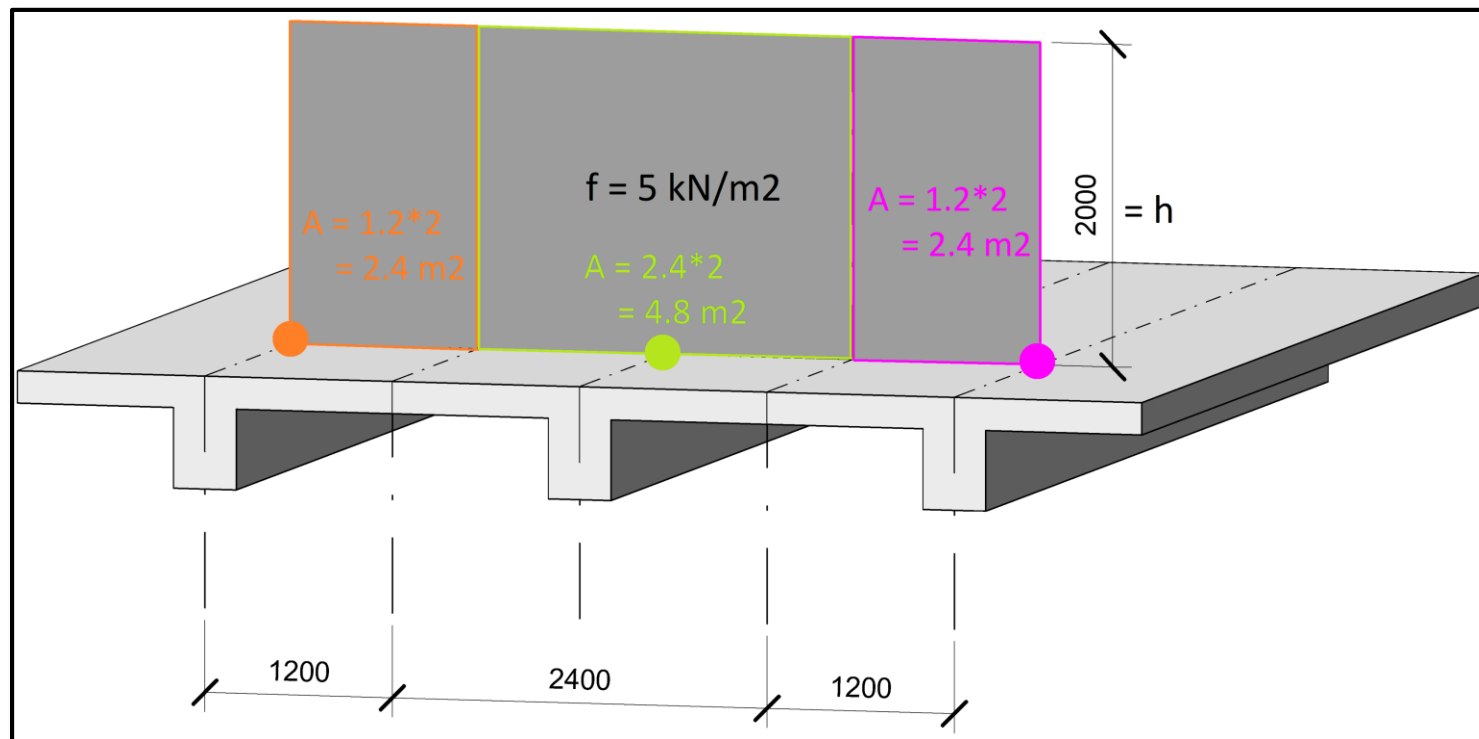 f = 5 kN/m2
A = 1.2*2
= 2.4 m2
A = 2.4*2
= 4.8 m2
A = 1.2*2
= 2.4 m2
2000
= h
1200
2400
1200